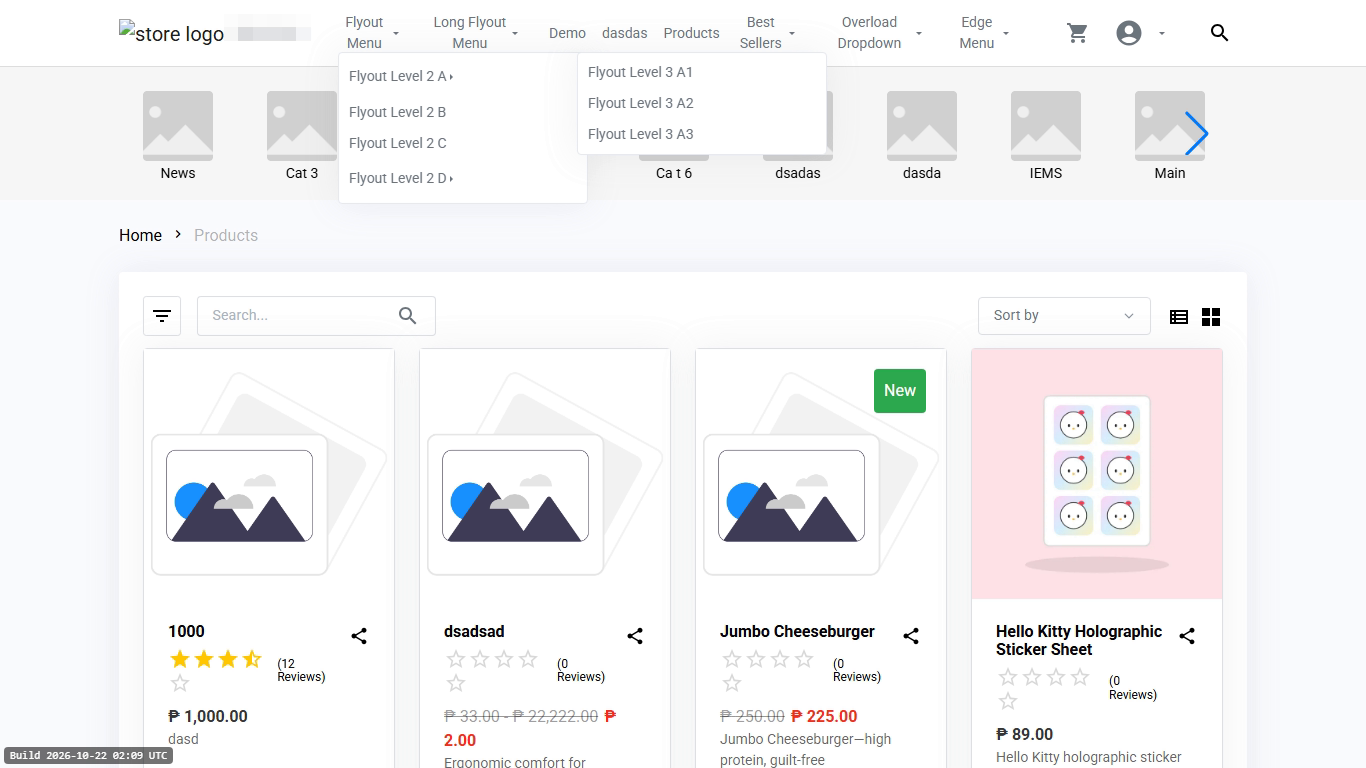 store logo
Flyout Menu
Long Flyout Menu
Demo
dasdas
Products
Best Sellers
Overload Dropdown
Edge Menu
Flyout Level 2 A
Flyout Level 2 B
Flyout Level 2 C
Flyout Level 2 D
Flyout Level 3 A1
Flyout Level 3 A2
Flyout Level 3 A3
News
Cat 3
Ca t 6
dsadas
dasda
IEMS
Main
Home
Products
Search...
Sort by
1000
(12
Reviews)
₱ 1,000.00
dasd
dsadsad
(0
Reviews)
₱ 33.00 - ₱ 22,222.00 ₱
2.00
Ergonomic comfort for
New
Jumbo Cheeseburger
(0
Reviews)
₱ 250.00 ₱ 225.00
Jumbo Cheeseburger—high
protein, guilt-free
Hello Kitty Holographic
Sticker Sheet
(0
Reviews)
₱ 89.00
Hello Kitty holographic sticker
Build 2026-10-22 02:09 UTC